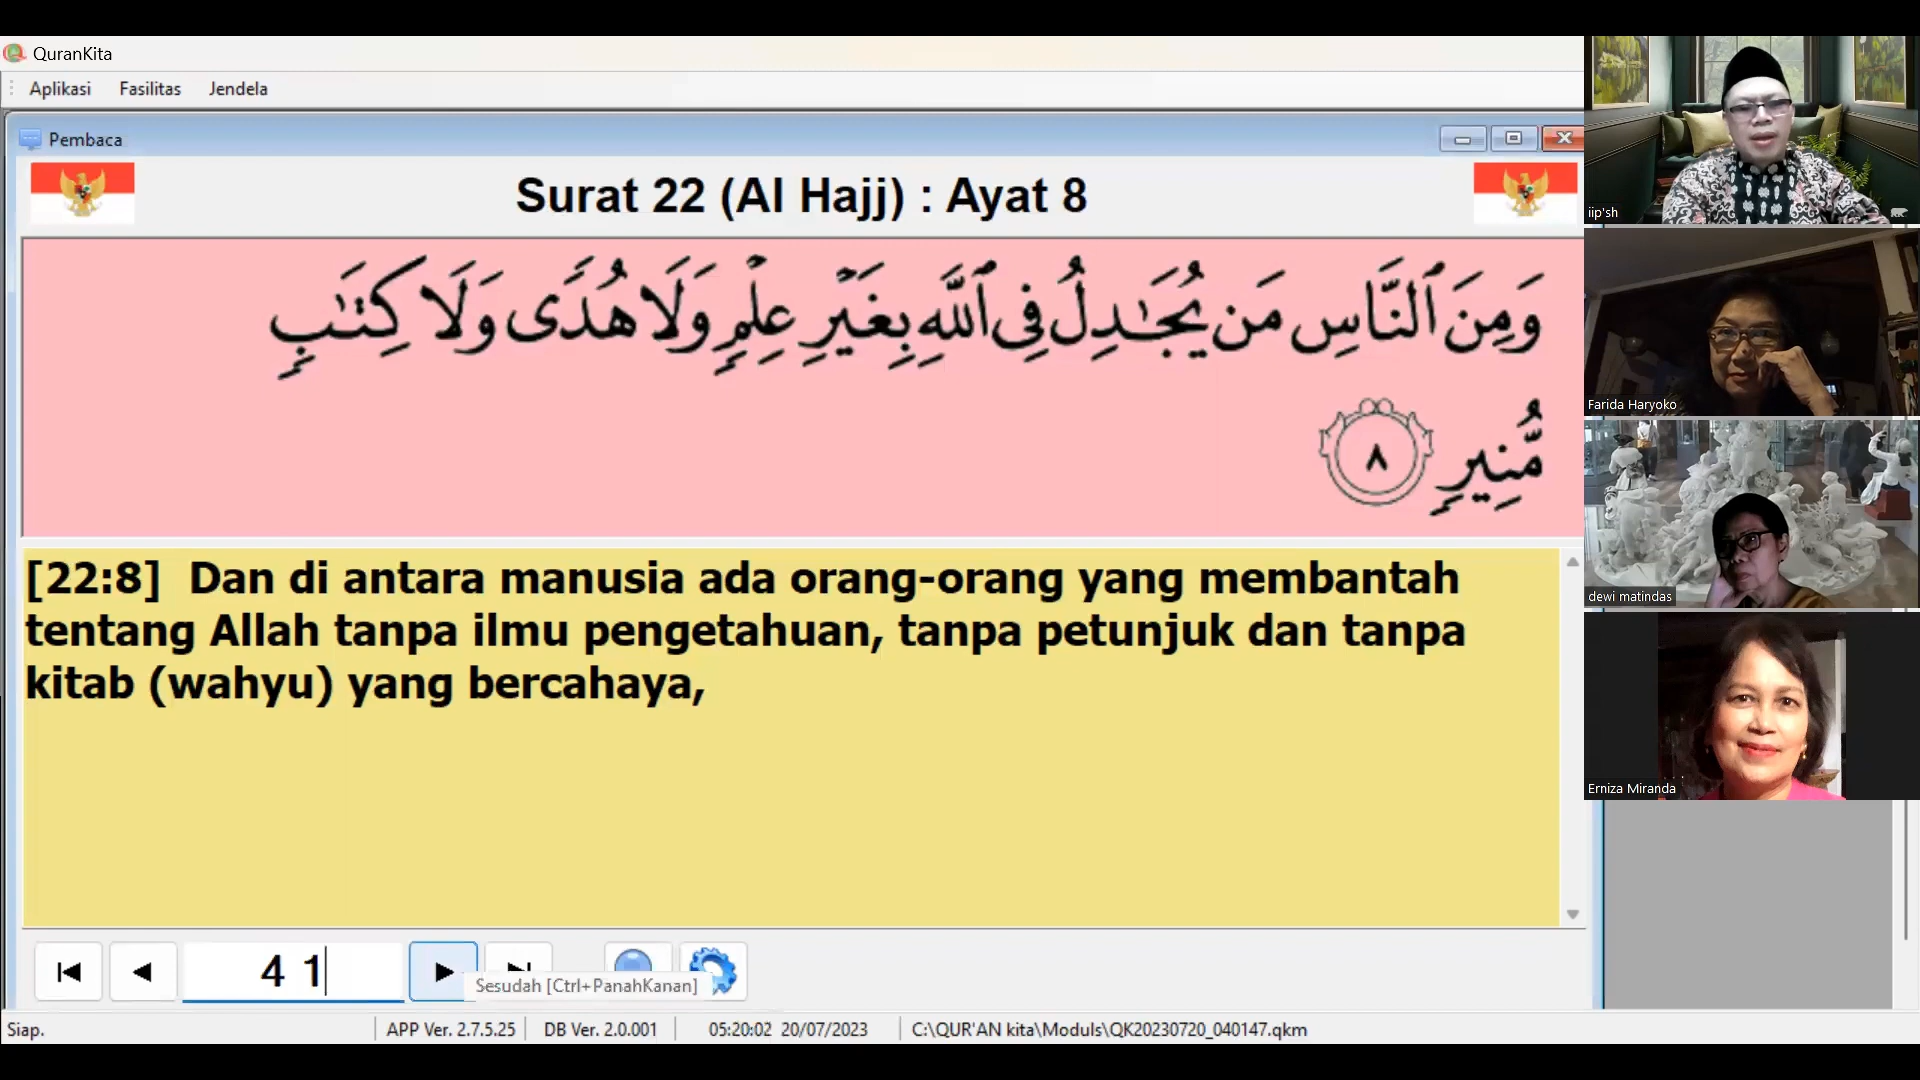 QuranKita
Aplikasi Fasilitas Jendela
Pembaca
Surat 22 (Al Hajj) : Ayat 8
وَمِنَ ٱلنَّاسِ مَن يُجَـٰدِلُ فِى ٱللَّهِ بِغَيْرِ عِلْمٍ وَلَا هُدًى وَلَا كِتَـٰبٍ
مُّنِيرٍ ٨
[22:8] Dan di antara manusia ada orang-orang yang membantah
tentang Allah tanpa ilmu pengetahuan, tanpa petunjuk dan tanpa
kitab (wahyu) yang bercahaya,
4 1
Sesudah [Ctrl+PanahKanan]
Siap. APP Ver. 2.7.5.25 DB Ver. 2.0.001 05:20:02 20/07/2023 C:\QUR'AN kita\Moduls\QK20230720_040147.qkm
iip'sh
Farida Haryoko
dewi matindas
Erniza Miranda